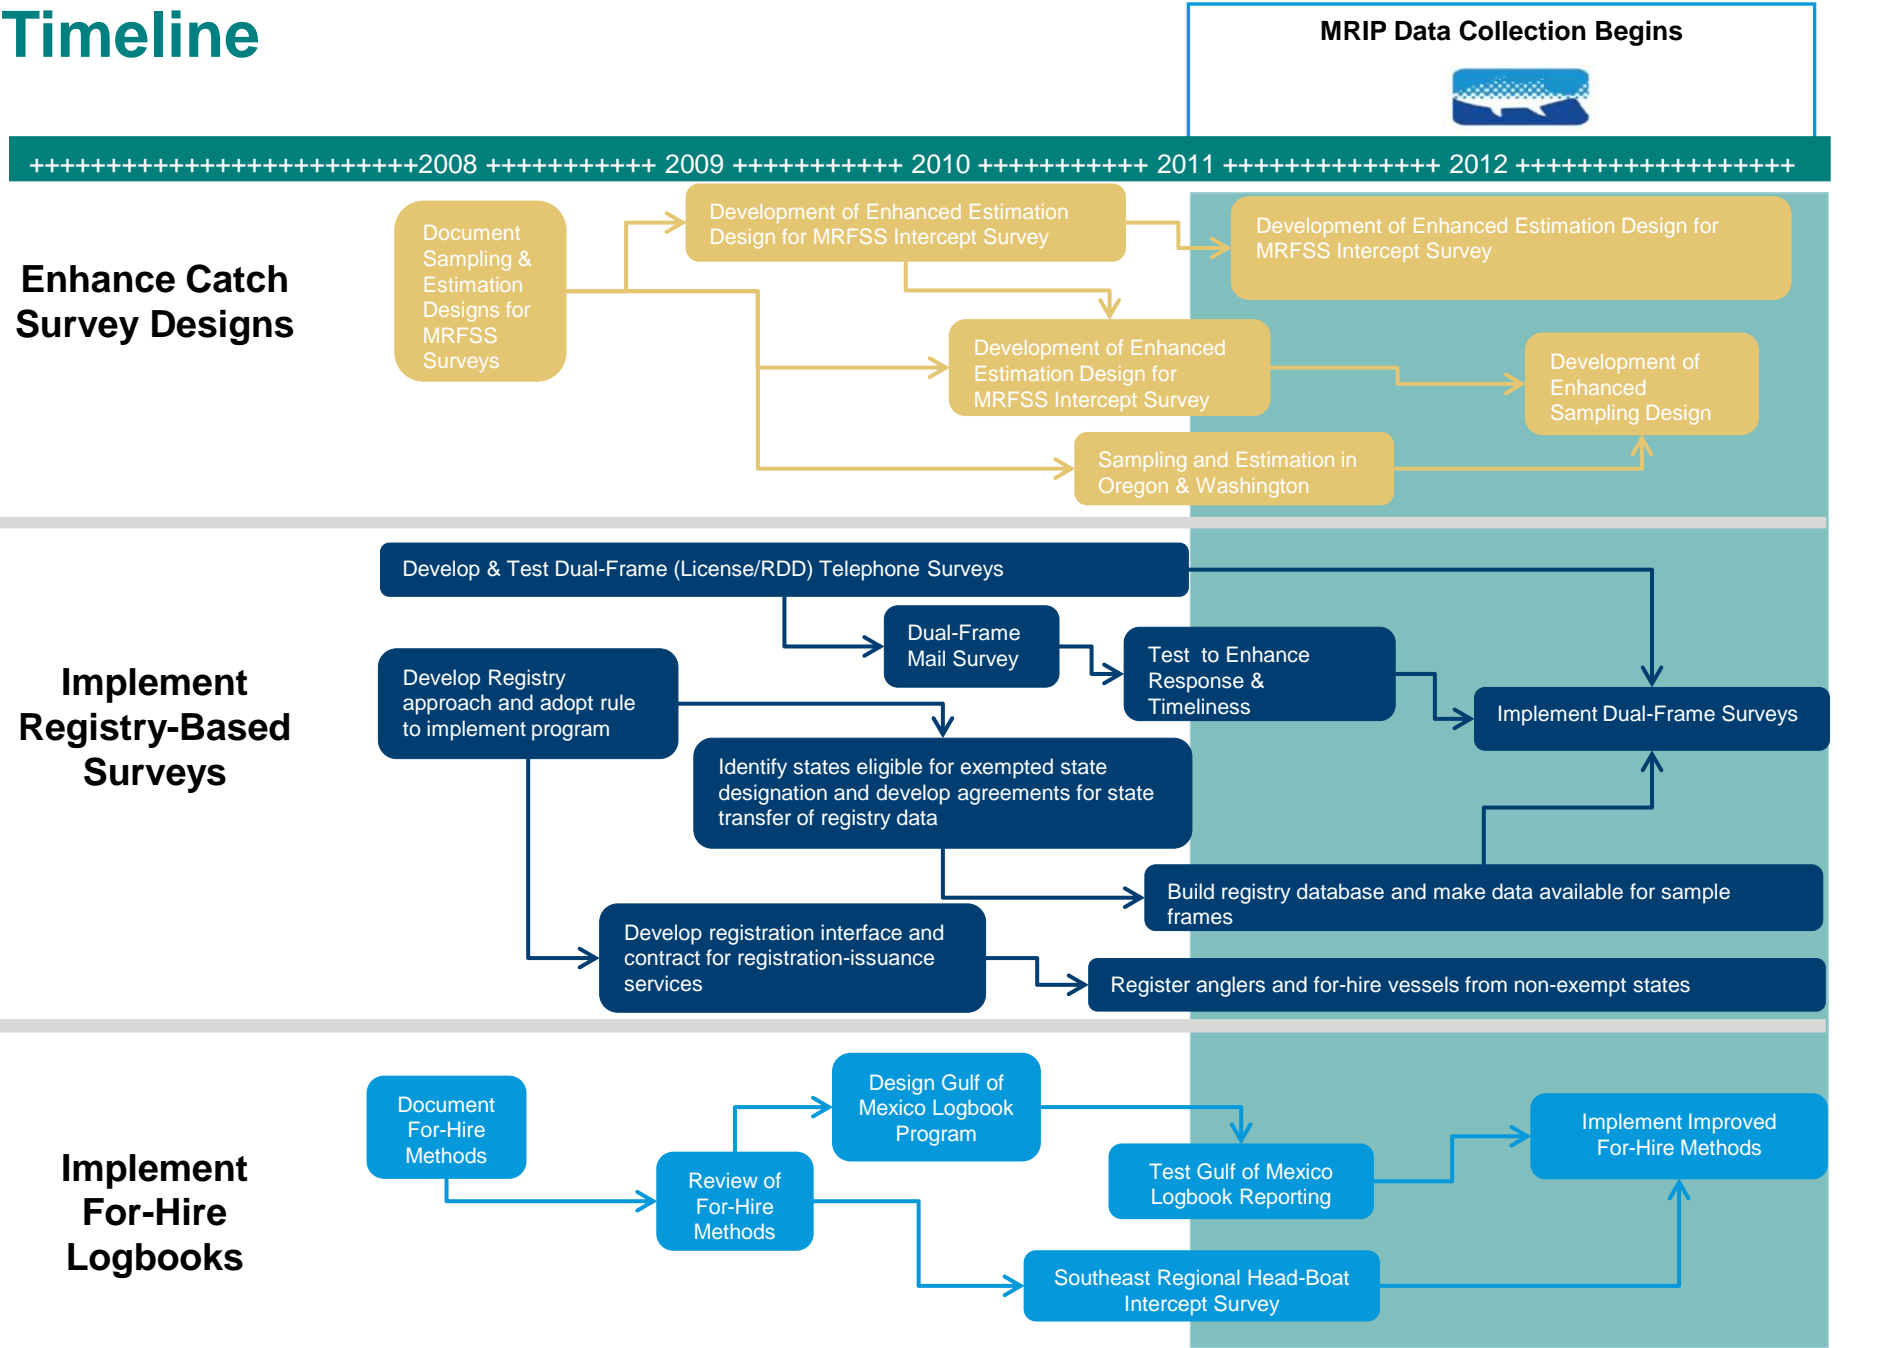 Timeline
MRIP Data Collection Begins
+++++++++++++++++++++++++2008 +++++++++++ 2009 +++++++++++ 2010 +++++++++++ 2011 ++++++++++++++ 2012 ++++++++++++++++++
Enhance Catch
Survey Designs
Document
Sampling &
Estimation
Designs for
MRFSS
Surveys
Development of Enhanced Estimation
Design for MRFSS Intercept Survey
Development of Enhanced Estimation Design for
MRFSS Intercept Survey
Development of Enhanced
Estimation Design for
MRFSS Intercept Survey
Development of
Enhanced
Sampling Design
Sampling and Estimation in
Oregon & Washington
Implement
Registry-Based
Surveys
Develop & Test Dual-Frame (License/RDD) Telephone Surveys
Dual-Frame
Mail Survey
Test  to Enhance
Response &
Timeliness
Develop Registry
approach and adopt rule
to implement program
Implement Dual-Frame Surveys
Identify states eligible for exempted state
designation and develop agreements for state
transfer of registry data
Build registry database and make data available for sample
frames
Develop registration interface and
contract for registration-issuance
services
Register anglers and for-hire vessels from non-exempt states
Implement
For-Hire
Logbooks
Document
For-Hire
Methods
Review of
For-Hire
Methods
Design Gulf of
Mexico Logbook
Program
Test Gulf of Mexico
Logbook Reporting
Implement Improved
For-Hire Methods
Southeast Regional Head-Boat
Intercept Survey